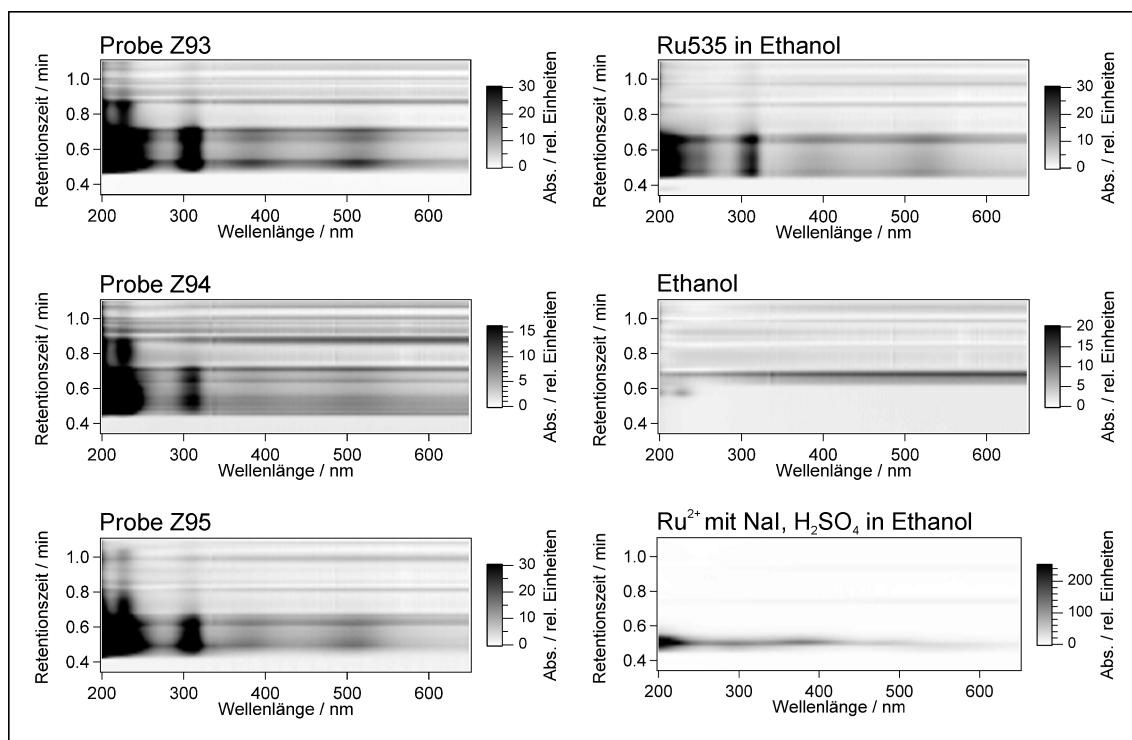 Probe Z93
Retentionszeit / min
1.0
0.8
0.6
0.4
200 300 400 500 600
Wellenlänge / nm
30
20
10
0
Abs. / rel. Einheiten
Ru535 in Ethanol
Retentionszeit / min
1.0
0.8
0.6
0.4
200 300 400 500 600
Wellenlänge / nm
30
20
10
0
Abs. / rel. Einheiten
Probe Z94
Retentionszeit / min
1.0
0.8
0.6
0.4
200 300 400 500 600
Wellenlänge / nm
15
10
5
0
Abs. / rel. Einheiten
Ethanol
Retentionszeit / min
1.0
0.8
0.6
0.4
200 300 400 500 600
Wellenlänge / nm
20
15
10
5
0
Abs. / rel. Einheiten
Probe Z95
Retentionszeit / min
1.0
0.8
0.6
0.4
200 300 400 500 600
Wellenlänge / nm
30
20
10
0
Abs. / rel. Einheiten
Ru²⁺ mit NaI, H₂SO₄ in Ethanol
Retentionszeit / min
1.0
0.8
0.6
0.4
200 300 400 500 600
Wellenlänge / nm
200
100
0
Abs. / rel. Einheiten